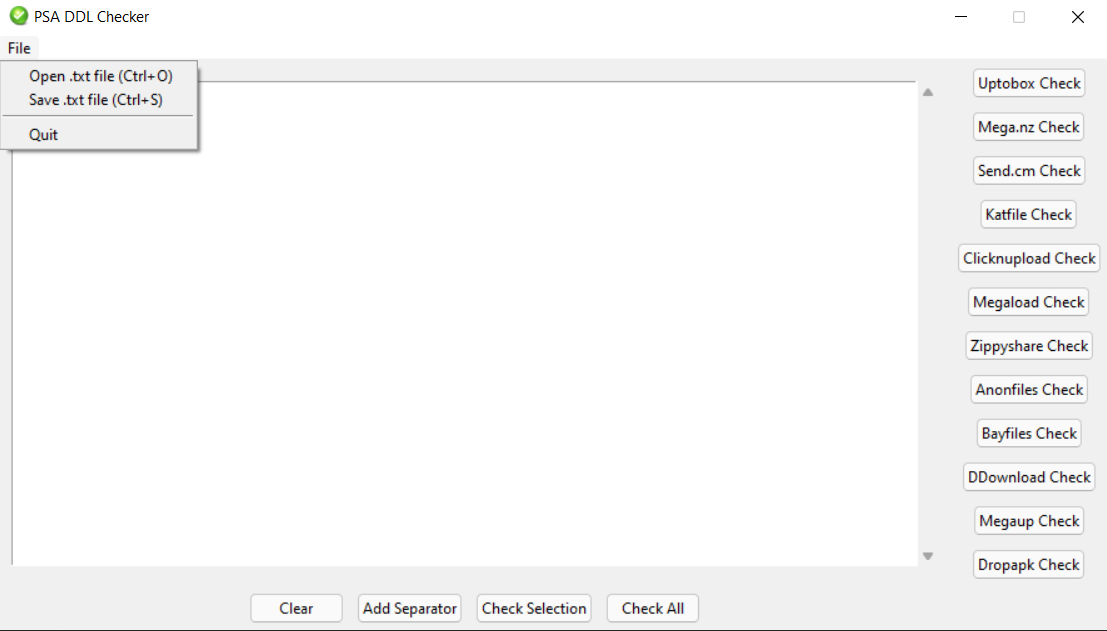 PSA DDL Checker
File
Open .txt file (Ctrl+O)
Save .txt file (Ctrl+S)
Quit
Uptobox Check
Mega.nz Check
Send.cm Check
Katfile Check
Clicknupload Check
Megaload Check
Zippyshare Check
Anonfiles Check
Bayfiles Check
DDownload Check
Megaup Check
Dropapk Check
Clear Add Separator Check Selection Check All